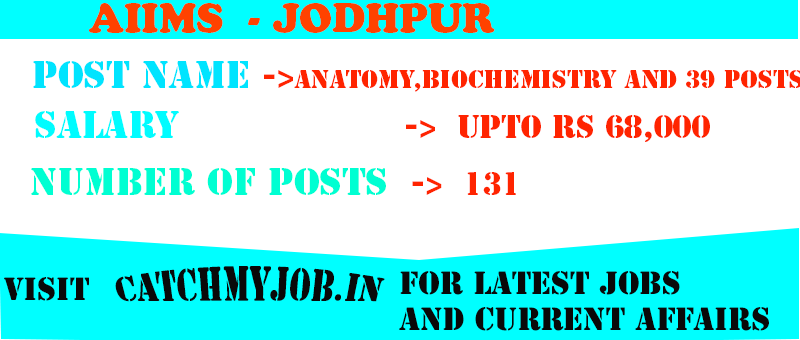 AIIMS - JODHPUR
POST NAME ->ANATOMY,BIOCHEMISTRY AND 39 POSTS
SALARY -> UPTO RS 68,000
NUMBER OF POSTS -> 131
VISIT CATCHMYJOB.IN FOR LATEST JOBS
AND CURRENT AFFAIRS